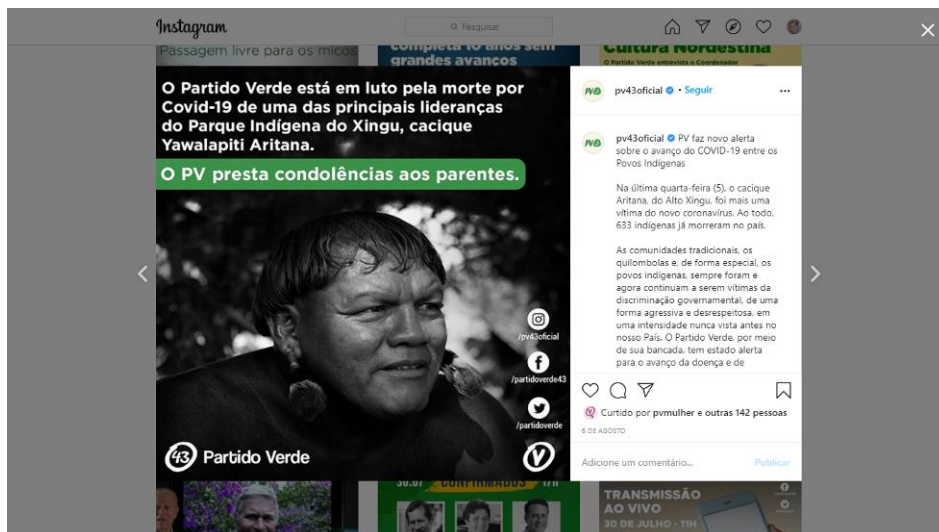 Instagram
Pesquisar
Passagem livre para os micos
completa 10 anos sem
grandes avanços
Cultura Nordestina
O Partido Verde entrevista o Coordenador
O Partido Verde está em luto pela morte por
Covid-19 de uma das principais lideranças
do Parque Indígena do Xingu, cacique
Yawalapiti Aritana.
O PV presta condolências aos parentes.
/pv43oficial
/partidoverde43
/partidoverde
43 Partido Verde
PV
pv43oficial • Seguir
PV
pv43oficial PV faz novo alerta
sobre o avanço do COVID-19 entre os
Povos Indígenas
Na última quarta-feira (5), o cacique
Aritana, do Alto Xingu, foi mais uma
vítima do novo coronavírus. Ao todo,
633 indígenas já morreram no país.
As comunidades tradicionais, os
quilombolas e, de forma especial, os
povos indígenas, sempre foram e
agora continuam a serem vítimas da
discriminação governamental, de uma
forma agressiva e desrespeitosa, em
uma intensidade nunca vista antes no
nosso País. O Partido Verde, por meio
de sua bancada, tem estado alerta
para o avanço da doença e de
Curtido por pvmulher e outras 142 pessoas
6 DE AGOSTO
Adicione um comentário...
Publicar
30.07 CONFIRMADOS 17h
TRANSMISSÃO
AO VIVO
30 DE JULHO - 11H